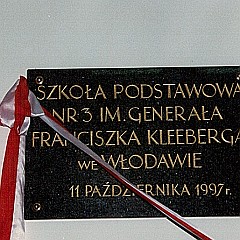 SZKOŁA PODSTAWOWA
NR 3 IM. GENERAŁA
FRANCISZKA KLEEBERGA
WE WŁODAWIE
11 PAŹDZIERNIKA 1997 r.